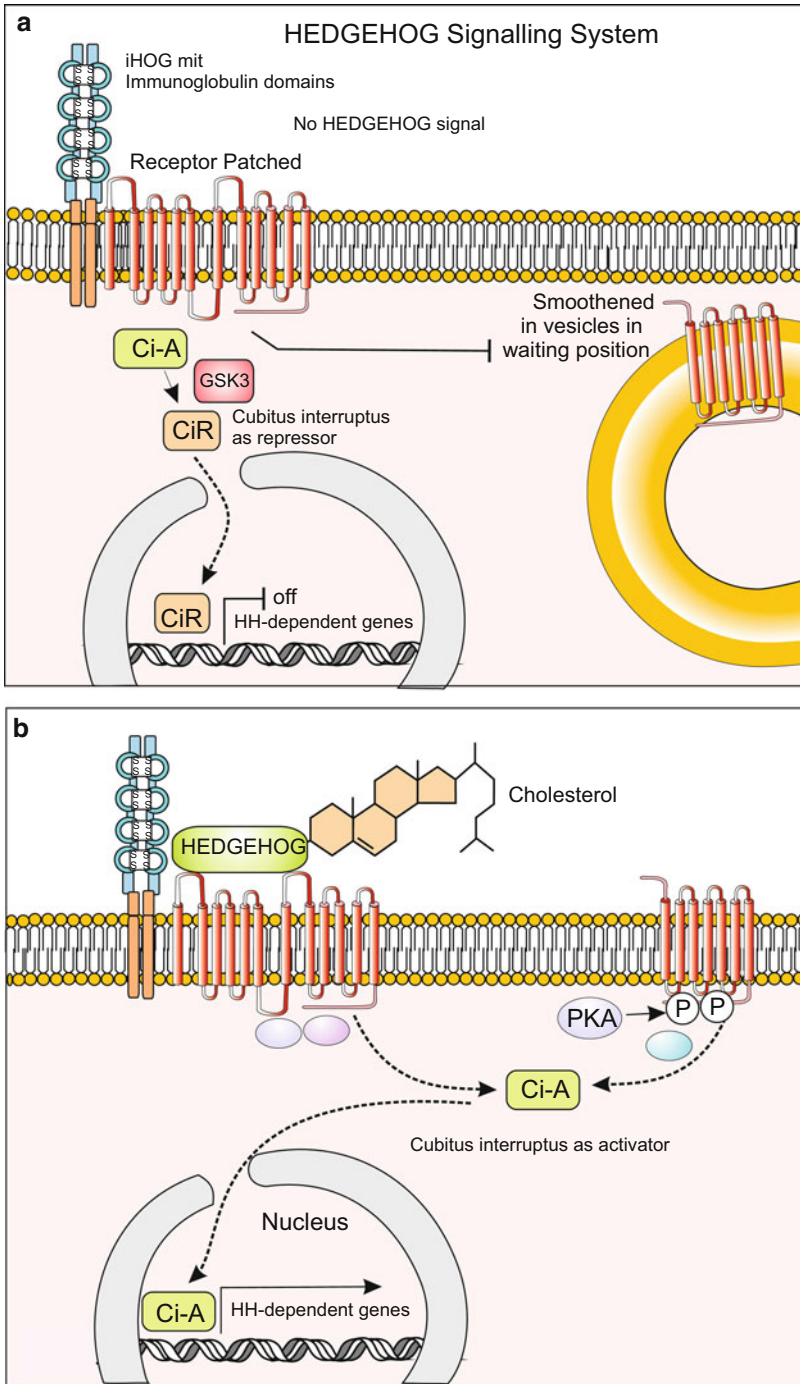 a
HEDGEHOG Signalling System
iHOG mit
Immunoglobulin domains
No HEDGEHOG signal
Receptor Patched
S S
S S
S S
S S
S S
S S
S S
S S
Smoothened
in vesicles in
waiting position
Ci-A
GSK3
CiR
Cubitus interruptus
as repressor
CiR
off
HH-dependent genes
b
S S
S S
S S
S S
S S
S S
S S
S S
Cholesterol
HEDGEHOG
PKA
P P
Ci-A
Cubitus interruptus as activator
Nucleus
Ci-A
HH-dependent genes